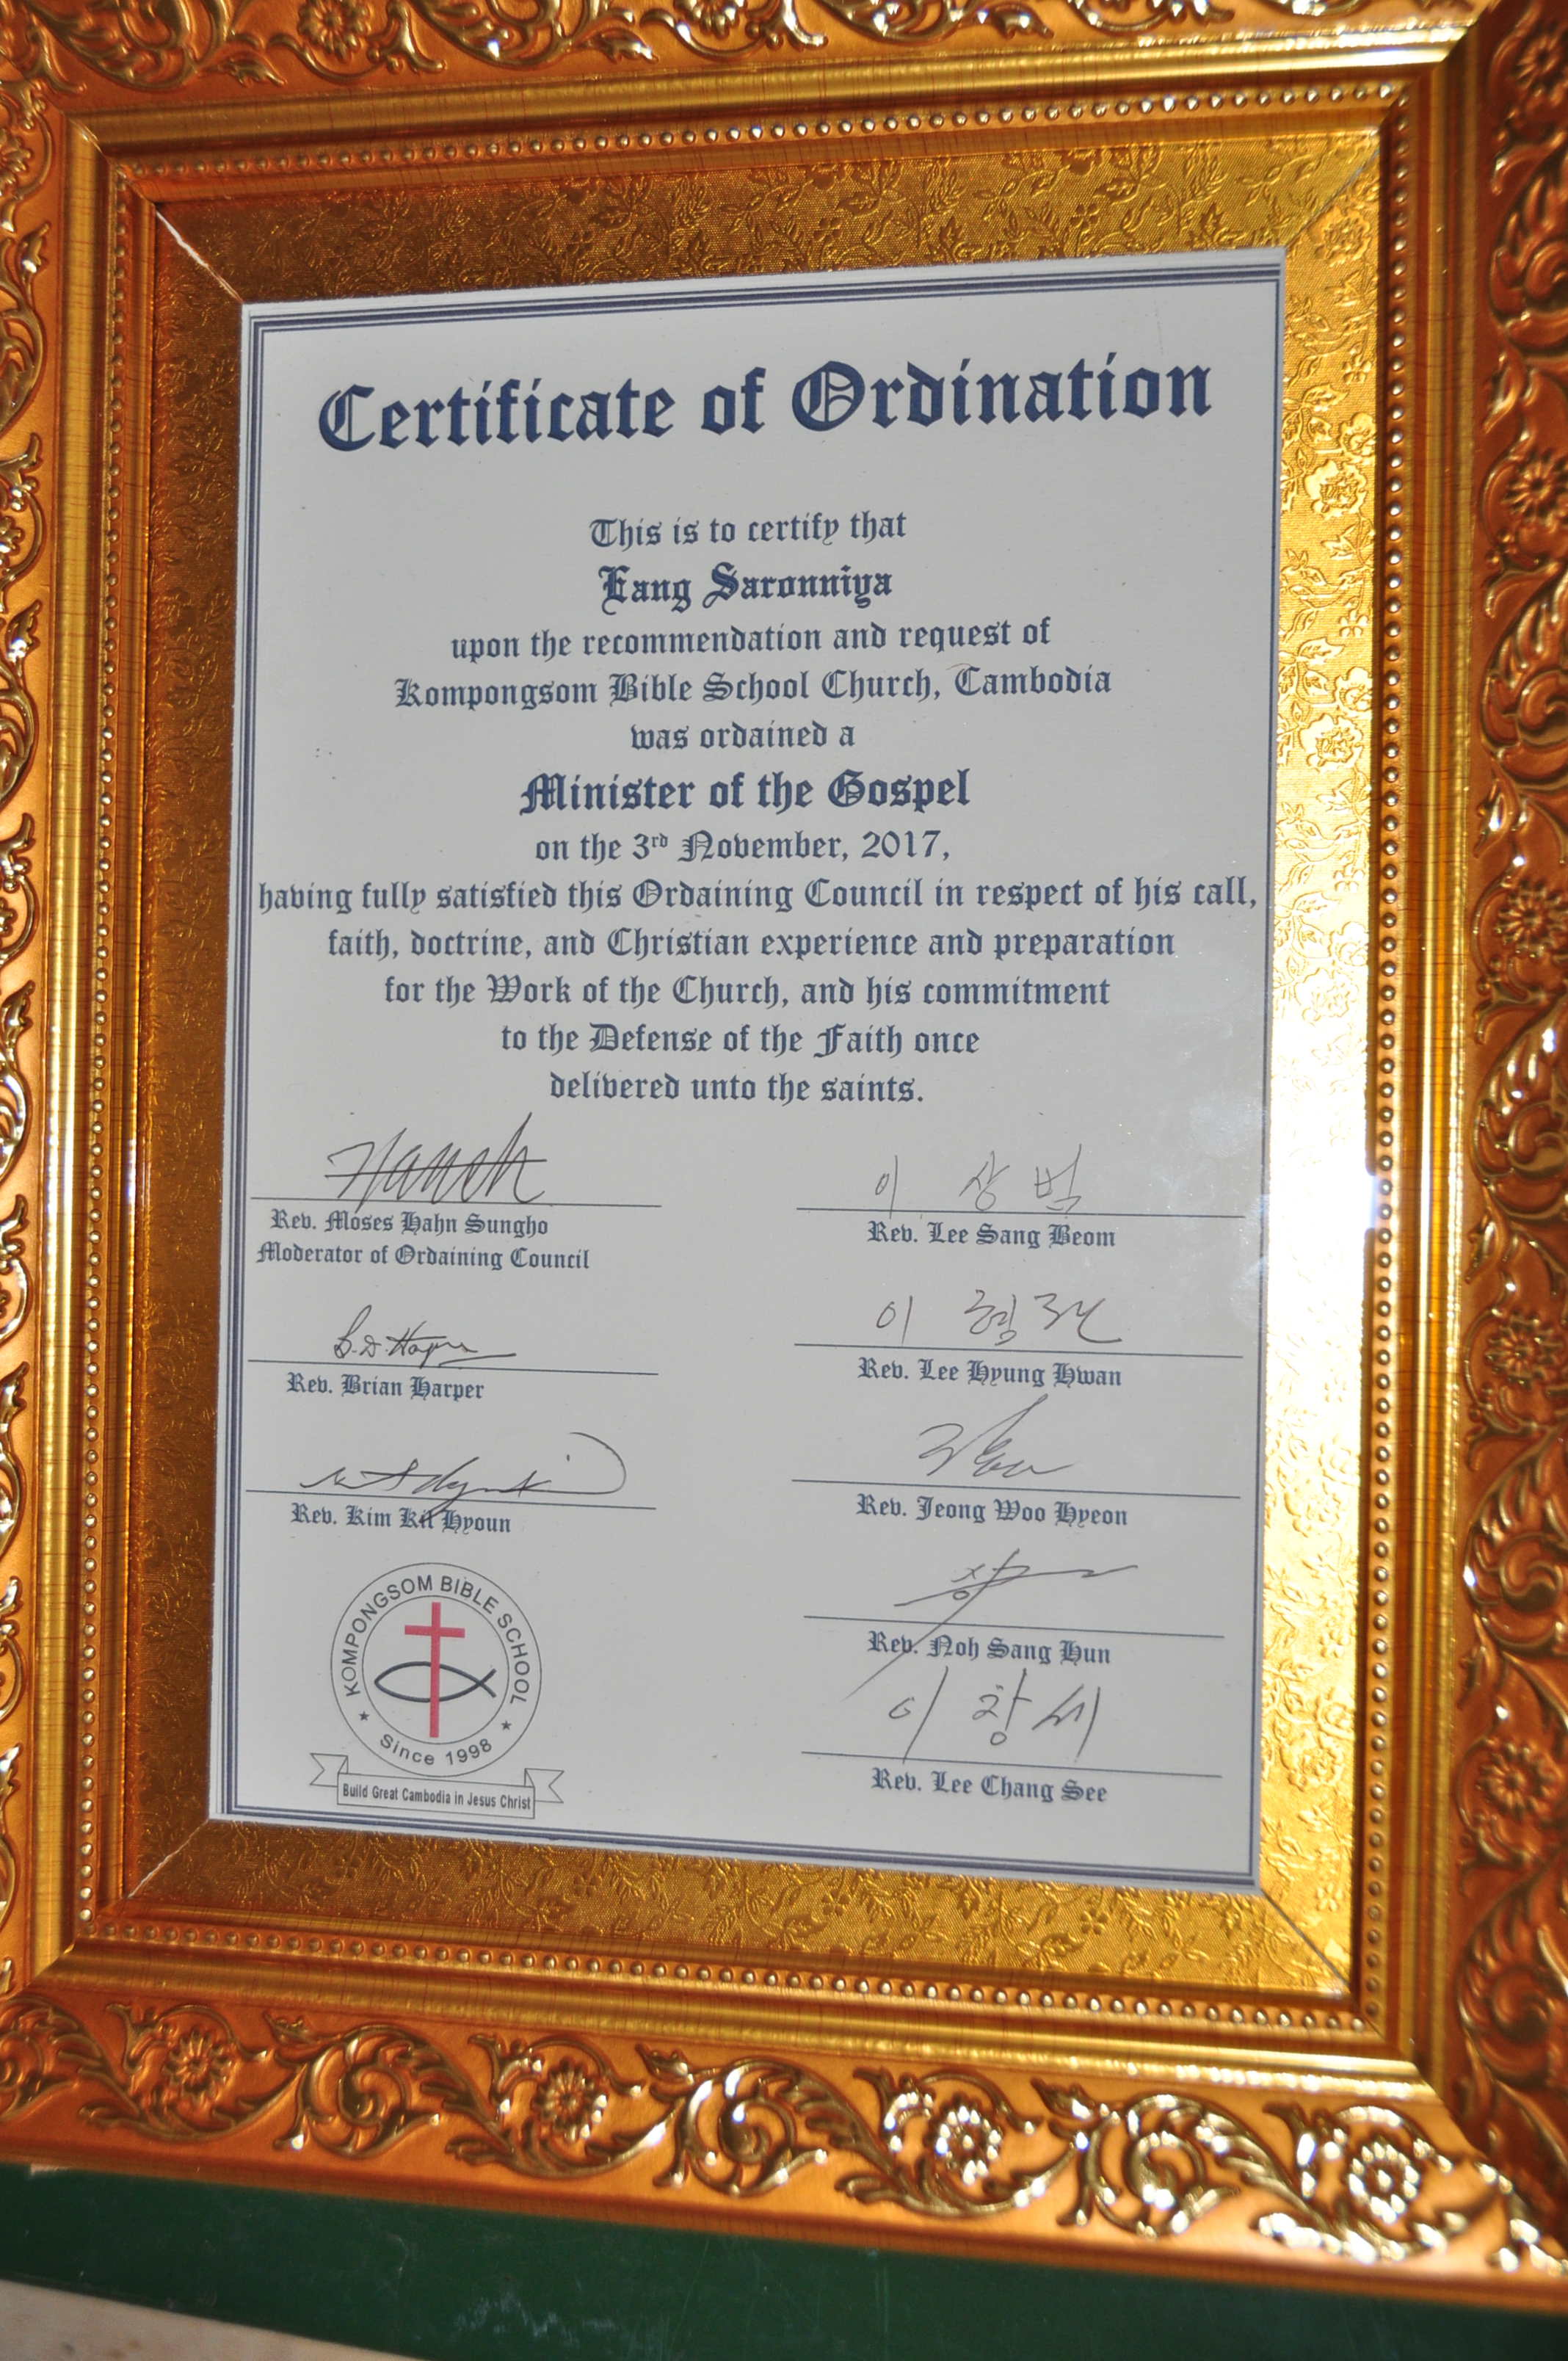 Certificate of Ordination
This is to certify that
Eang Saronniya
upon the recommendation and request of
Kompongsom Bible School Church, Cambodia
was ordained a
Minister of the Gospel
on the 3rd November, 2017,
having fully satisfied this Ordaining Council in respect of his call,
faith, doctrine, and Christian experience and preparation
for the Work of the Church, and his commitment
to the Defense of the Faith once
delivered unto the saints.
Rev. Moses Hahn Sungho
Moderator of Ordaining Council
B.D. Harper
Rev. Brian Harper
Rev. Kim Kil Hyoun
이 상 범
Rev. Lee Sang Beom
이 형 환
Rev. Lee Hyung Hwan
Rev. Jeong Woo Hyeon
Rev. Noh Sang Hun
이 창 세
Rev. Lee Chang See
KOMPONGSOM BIBLE SCHOOL
Since 1998
Build Great Cambodia in Jesus Christ